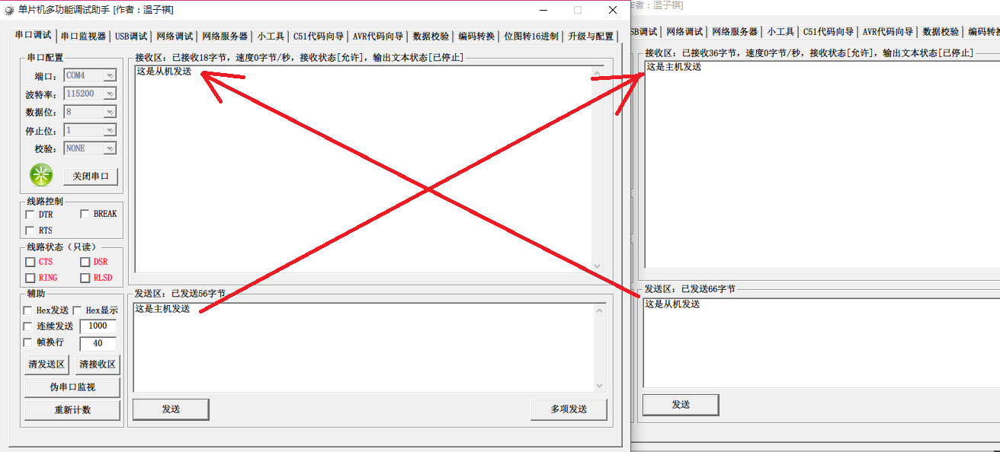 单片机多功能调试助手 [作者：温子祺]
作者：温子祺]
串口调试 串口监视器 USB调试 网络调试 网络服务器 小工具 C51代码向导 AVR代码向导 数据校验 编码转换 位图转16进制 升级与配置
SB调试 网络调试 网络服务器 小工具 C51代码向导 AVR代码向导 数据校验 编码转换
串口配置
端口： COM4
波特率： 115200
数据位： 8
停止位： 1
校验： NONE
关闭串口
线路控制
DTR BREAK
RTS
线路状态（只读）
CTS DSR
RING RLSD
辅助
Hex发送 Hex显示
连续发送 1000
帧换行 40
清发送区 清接收区
伪串口监视
重新计数
接收区：已接收18字节，速度0字节/秒，接收状态[允许]，输出文本状态[已停止]
这是从机发送
发送区：已发送56字节
这是主机发送
发送 多项发送
接收区：已接收36字节，速度0字节/秒，接收状态[允许]，输出文本状态[已停止]
这是主机发送
发送区：已发送66字节
这是从机发送
发送